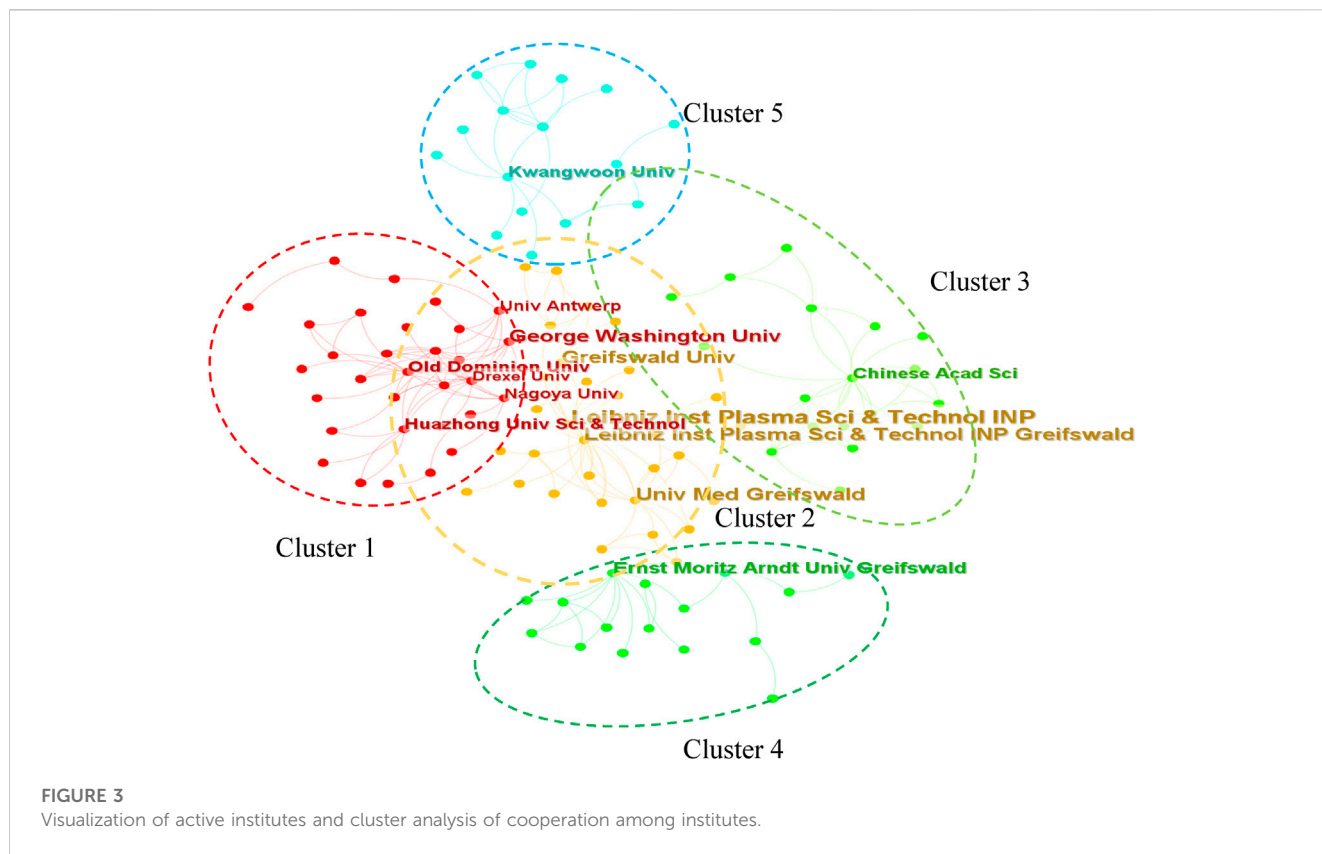 Cluster 5
Kwangwoon Univ
Cluster 3
Univ Antwerp
George Washington Univ
Greifswald Univ
Old Dominion Univ
Drexel Univ
Chinese Acad Sci
Nagoya Univ
Leibniz Inst Plasma Sci & Technol INP
Huazhong Univ Sci & Technol
Leibniz Inst Plasma Sci & Technol INP Greifswald
Univ Med Greifswald
Cluster 2
Cluster 1
Ernst Moritz Arndt Univ Greifswald
Cluster 4
FIGURE 3
Visualization of active institutes and cluster analysis of cooperation among institutes.